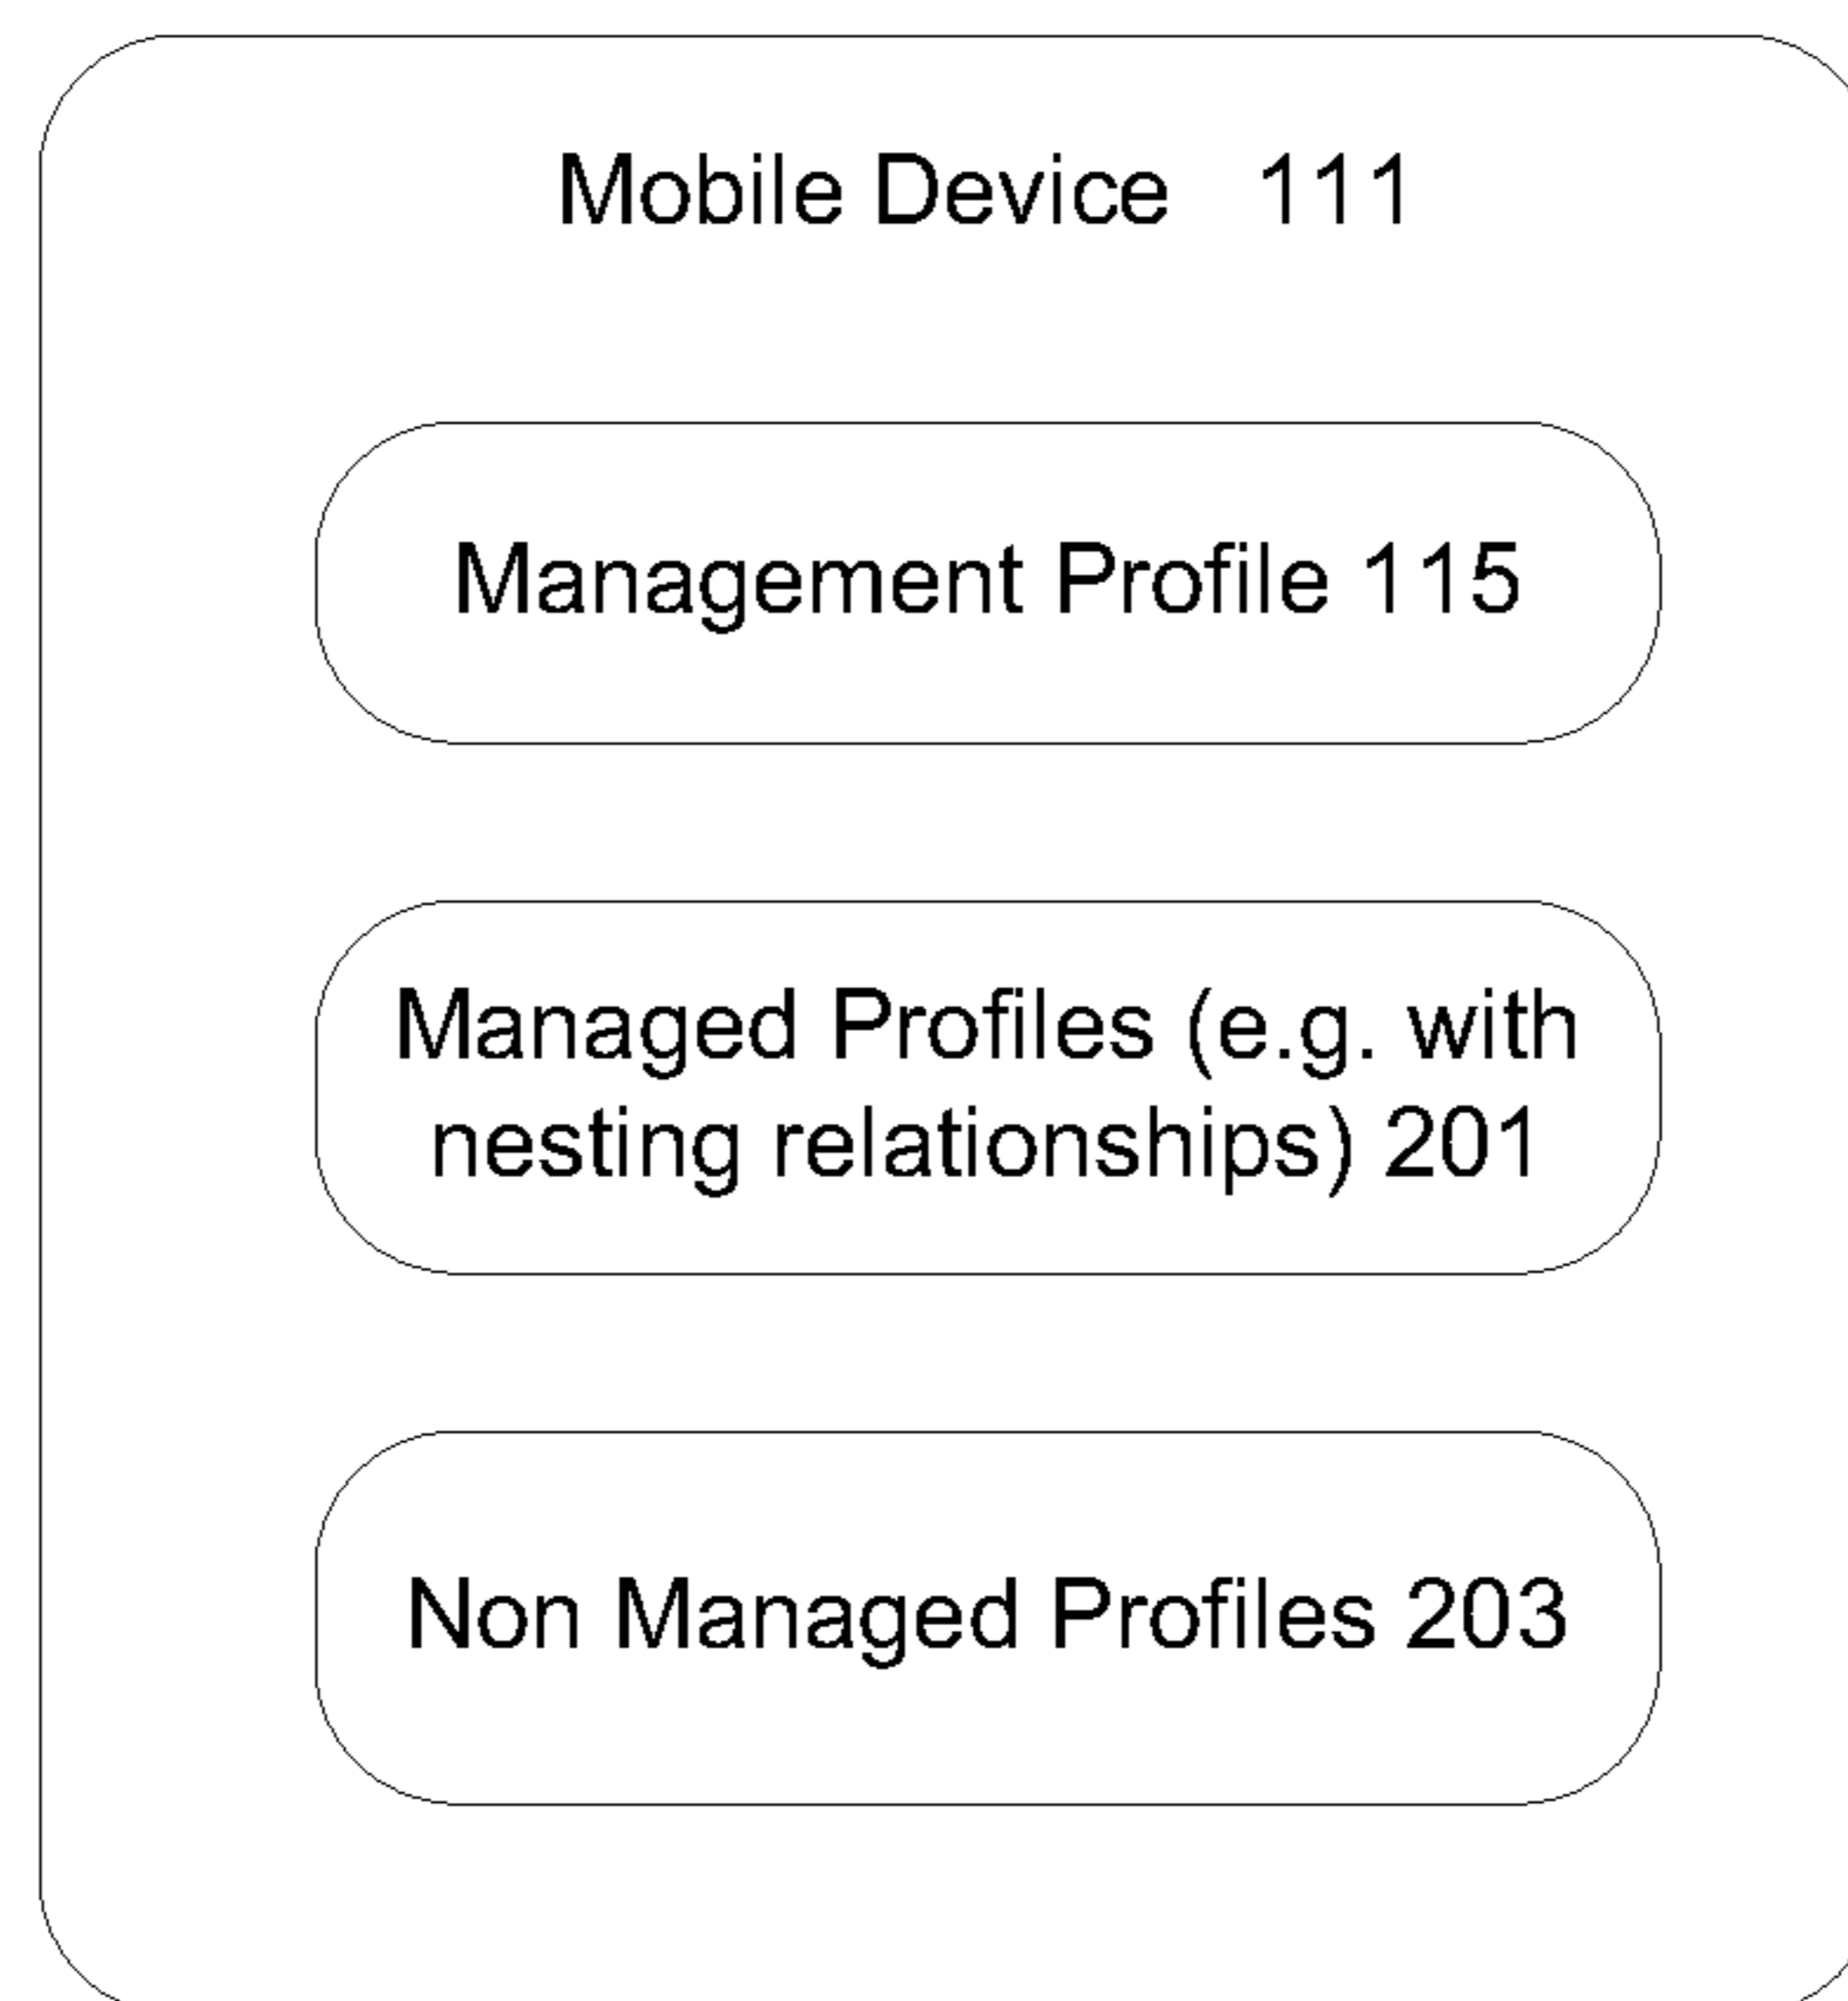 Mobile Device 111
Management Profile 115
Managed Profiles (e.g. with
nesting relationships) 201
Non Managed Profiles 203